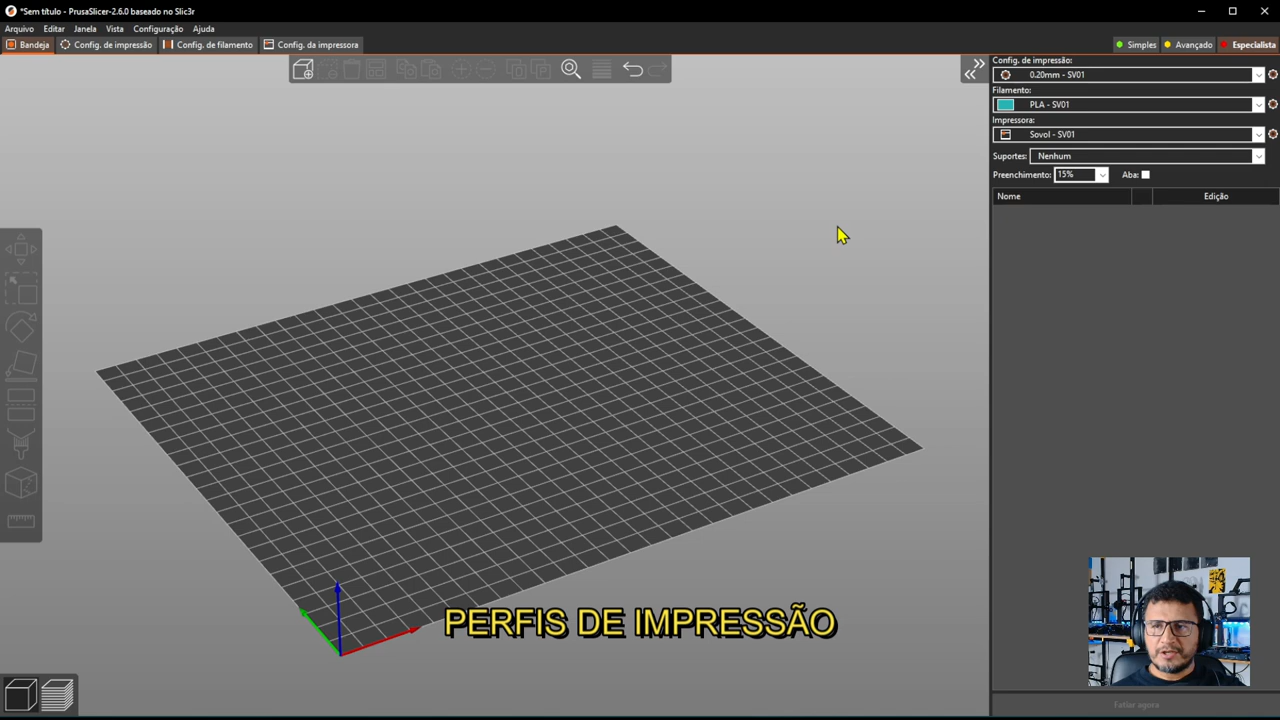 *Sem título - PrusaSlicer-2.6.0 baseado no Slic3r
Arquivo Editar Janela Vista Configuração Ajuda
Bandeja Config. de impressão Config. de filamento Config. da impressora Simples Avançado Especialista
Config. de impressão:
0.20mm - SV01
Filamento:
PLA - SV01
Impressora:
Sovol - SV01
Suportes: Nenhum
Preenchimento: 15% Aba:
Nome Edição
PERFIS DE IMPRESSÃO
Fatiar agora